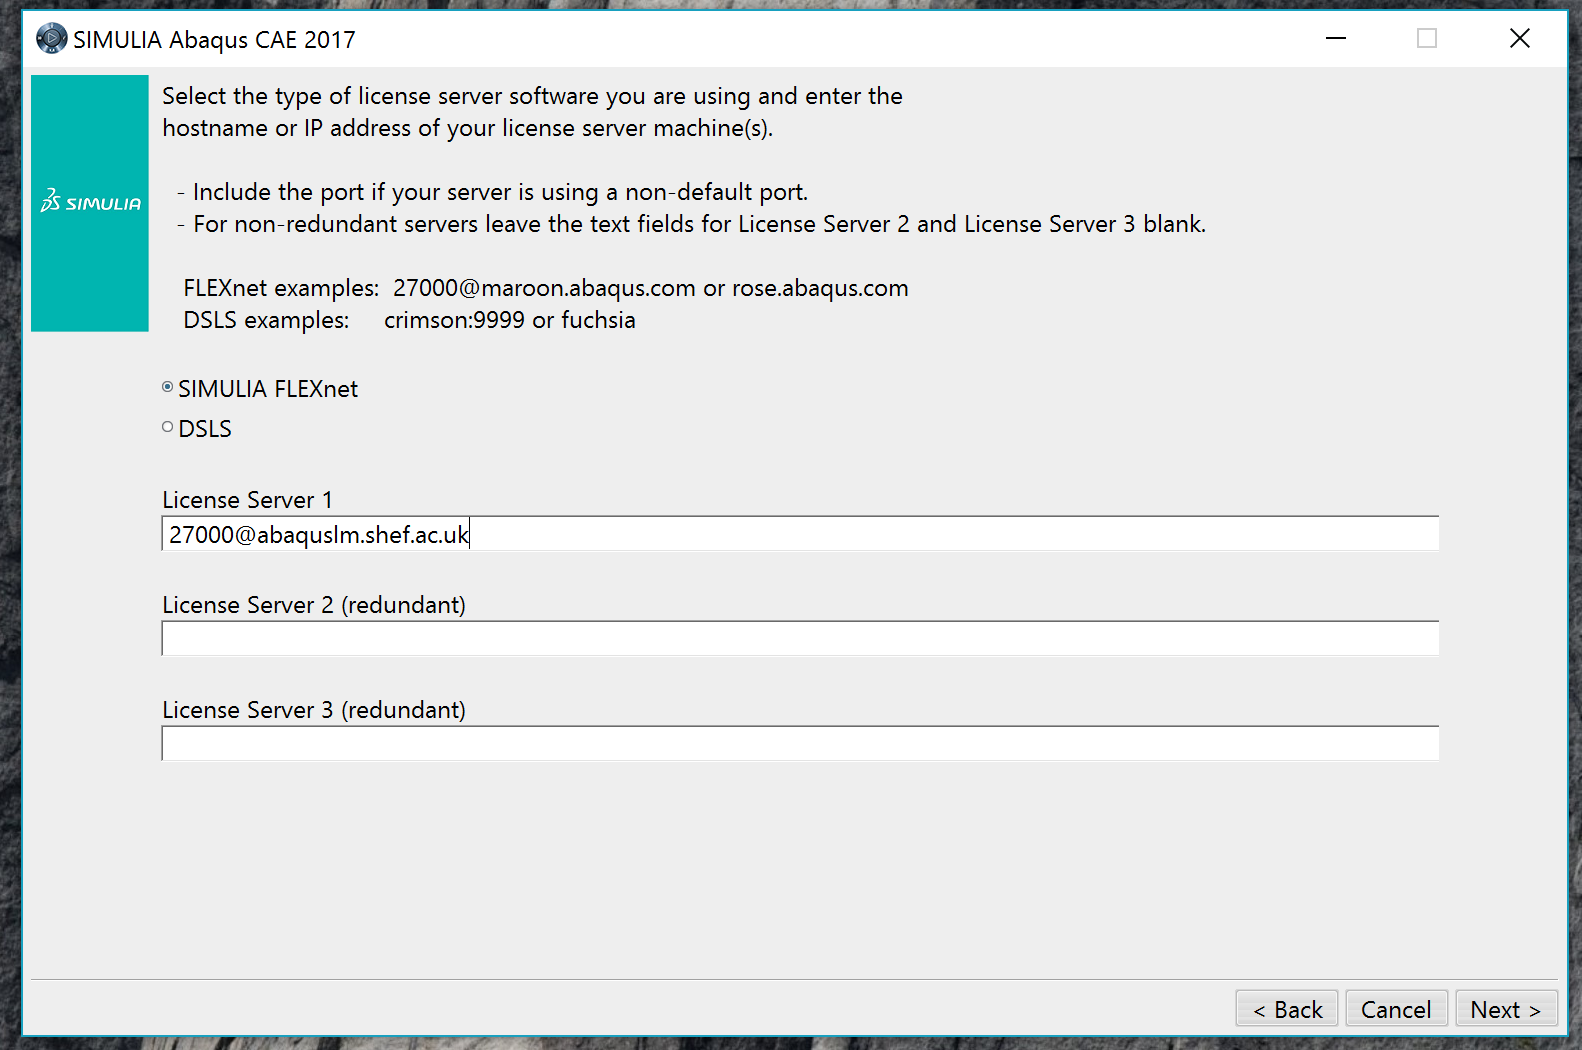 SIMULIA Abaqus CAE 2017
Select the type of license server software you are using and enter the
hostname or IP address of your license server machine(s).
- Include the port if your server is using a non-default port.
- For non-redundant servers leave the text fields for License Server 2 and License Server 3 blank.
SIMULIA
FLEXnet examples: 27000@maroon.abaqus.com or rose.abaqus.com
DSLS examples: crimson:9999 or fuchsia
SIMULIA FLEXnet
DSLS
License Server 1
27000@abaquslm.shef.ac.uk
License Server 2 (redundant)
License Server 3 (redundant)
< Back Cancel Next >